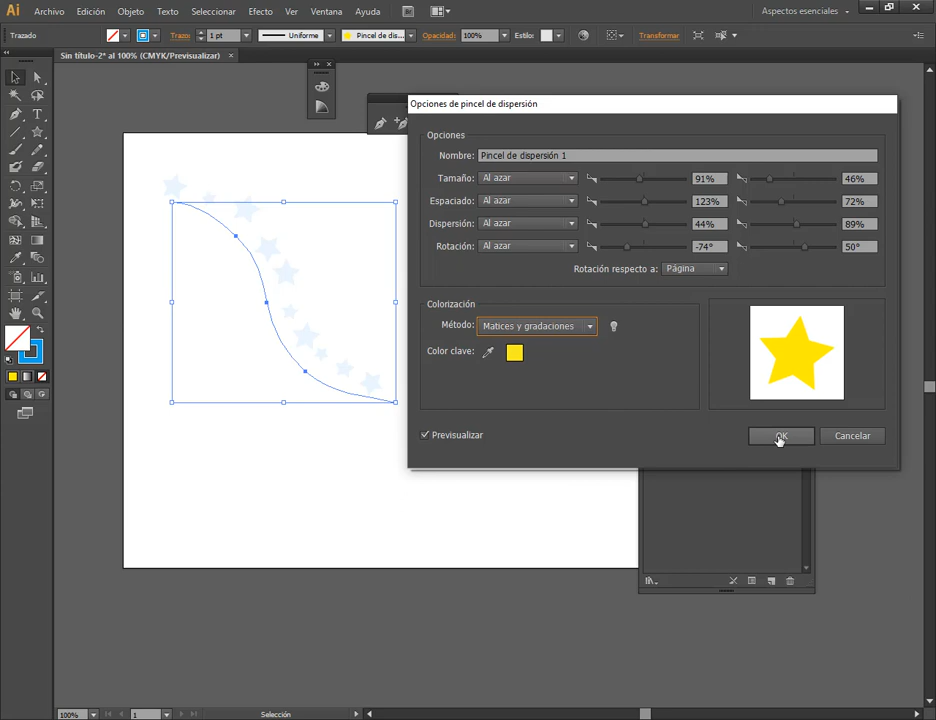 Ai Archivo Edición Objeto Texto Seleccionar Efecto Ver Ventana Ayuda Br Aspectos esenciales
Trazado Trazo: 1 pt Uniforme Pincel de dis... Opacidad: 100% Estilo: Transformar
Sin título-2* al 100% (CMYK/Previsualizar)
Opciones de pincel de dispersión
Opciones
Nombre: Pincel de dispersión 1
Tamaño: Al azar 91% 46%
Espaciado: Al azar 123% 72%
Dispersión: Al azar 44% 89%
Rotación: Al azar -74° 50°
Rotación respecto a: Página
Colorización
Método: Matices y gradaciones
Color clave:
Previsualizar OK Cancelar
100% 1 Selección